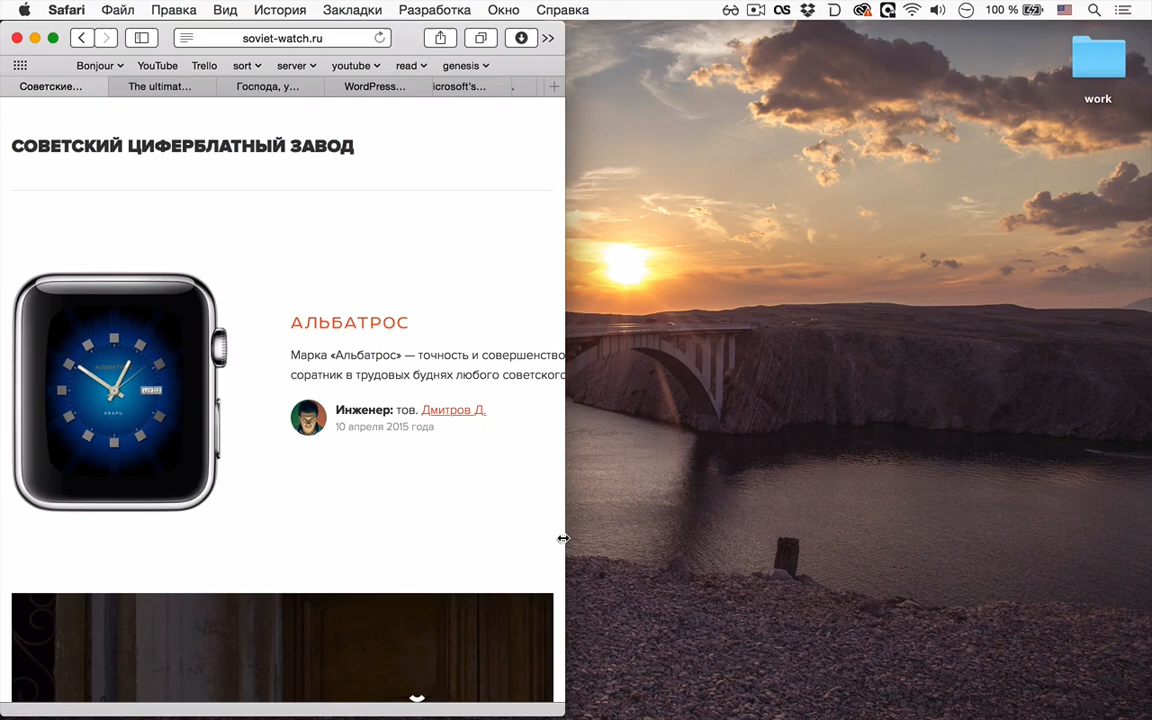 Safari Файл Правка Вид История Закладки Разработка Окно Справка 100 %
soviet-watch.ru
Bonjour YouTube Trello sort server youtube read genesis
Советские... The ultimat... Господа, у... WordPress... icrosoft's...
work
СОВЕТСКИЙ ЦИФЕРБЛАТНЫЙ ЗАВОД
АЛЬБАТРОС
Марка «Альбатрос» — точность и совершенство
соратник в трудовых буднях любого советского
Инженер: тов. Дмитров Д.
10 апреля 2015 года
КВАРЦ